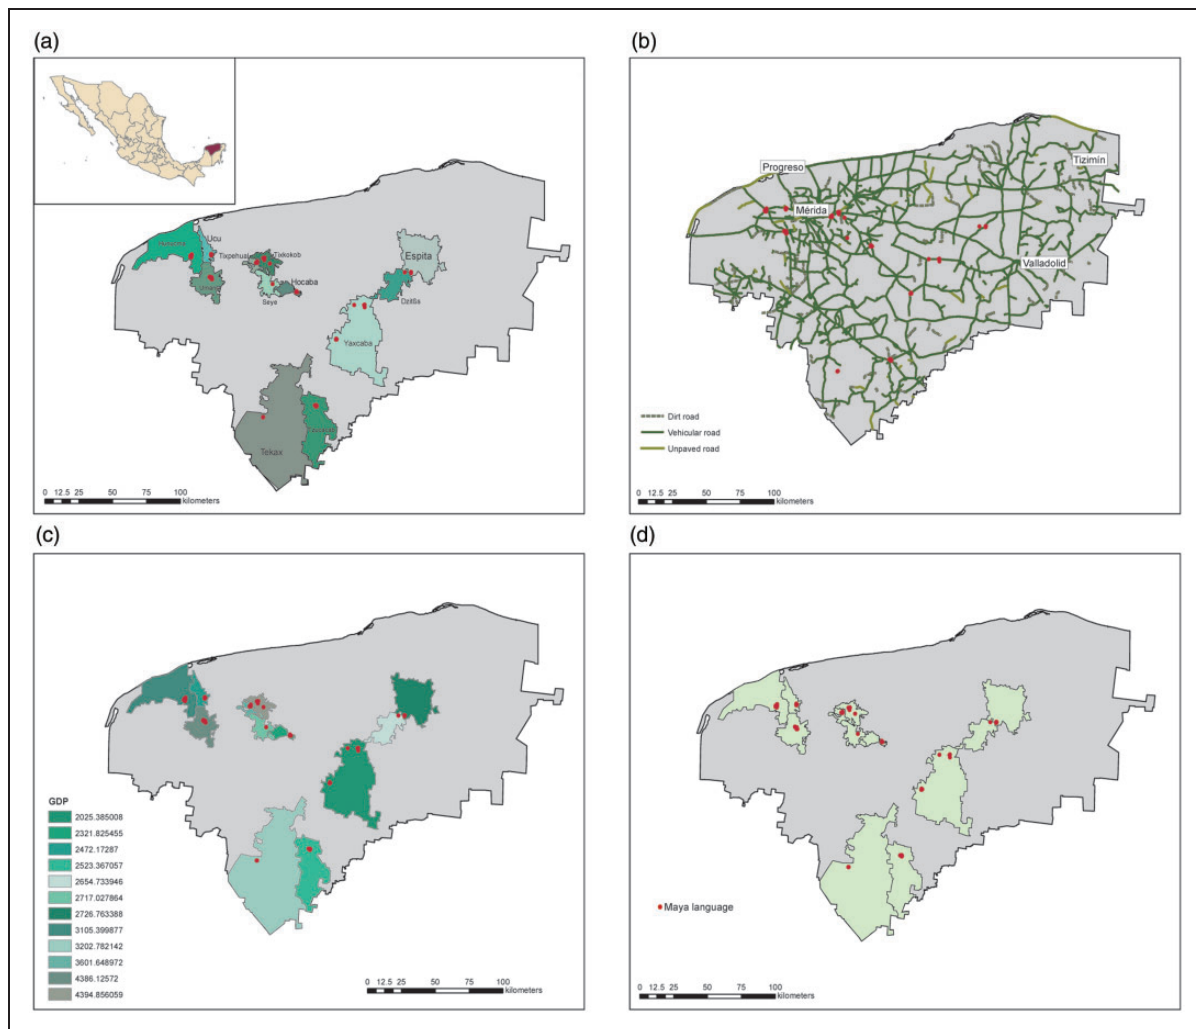 (a)
Ucu
Tixpehual
Tixkokob
Seye
Hocaba
Espita
Dzitás
Yaxcaba
Tekax
0 12.5 25 50 75 100
kilometers
(b)
Progreso
Tizimín
Mérida
Valladolid
Dirt road
Vehicular road
Unpaved road
0 12.5 25 50 75 100
kilometers
(c)
GDP
2025.385008
2321.825455
2472.17287
2523.367057
2654.733946
2717.027864
2726.763388
3105.399877
3202.782142
3601.648972
4386.12572
4394.856059
0 12.5 25 50 75 100
kilometers
(d)
Maya language
0 12.5 25 50 75 100
kilometers